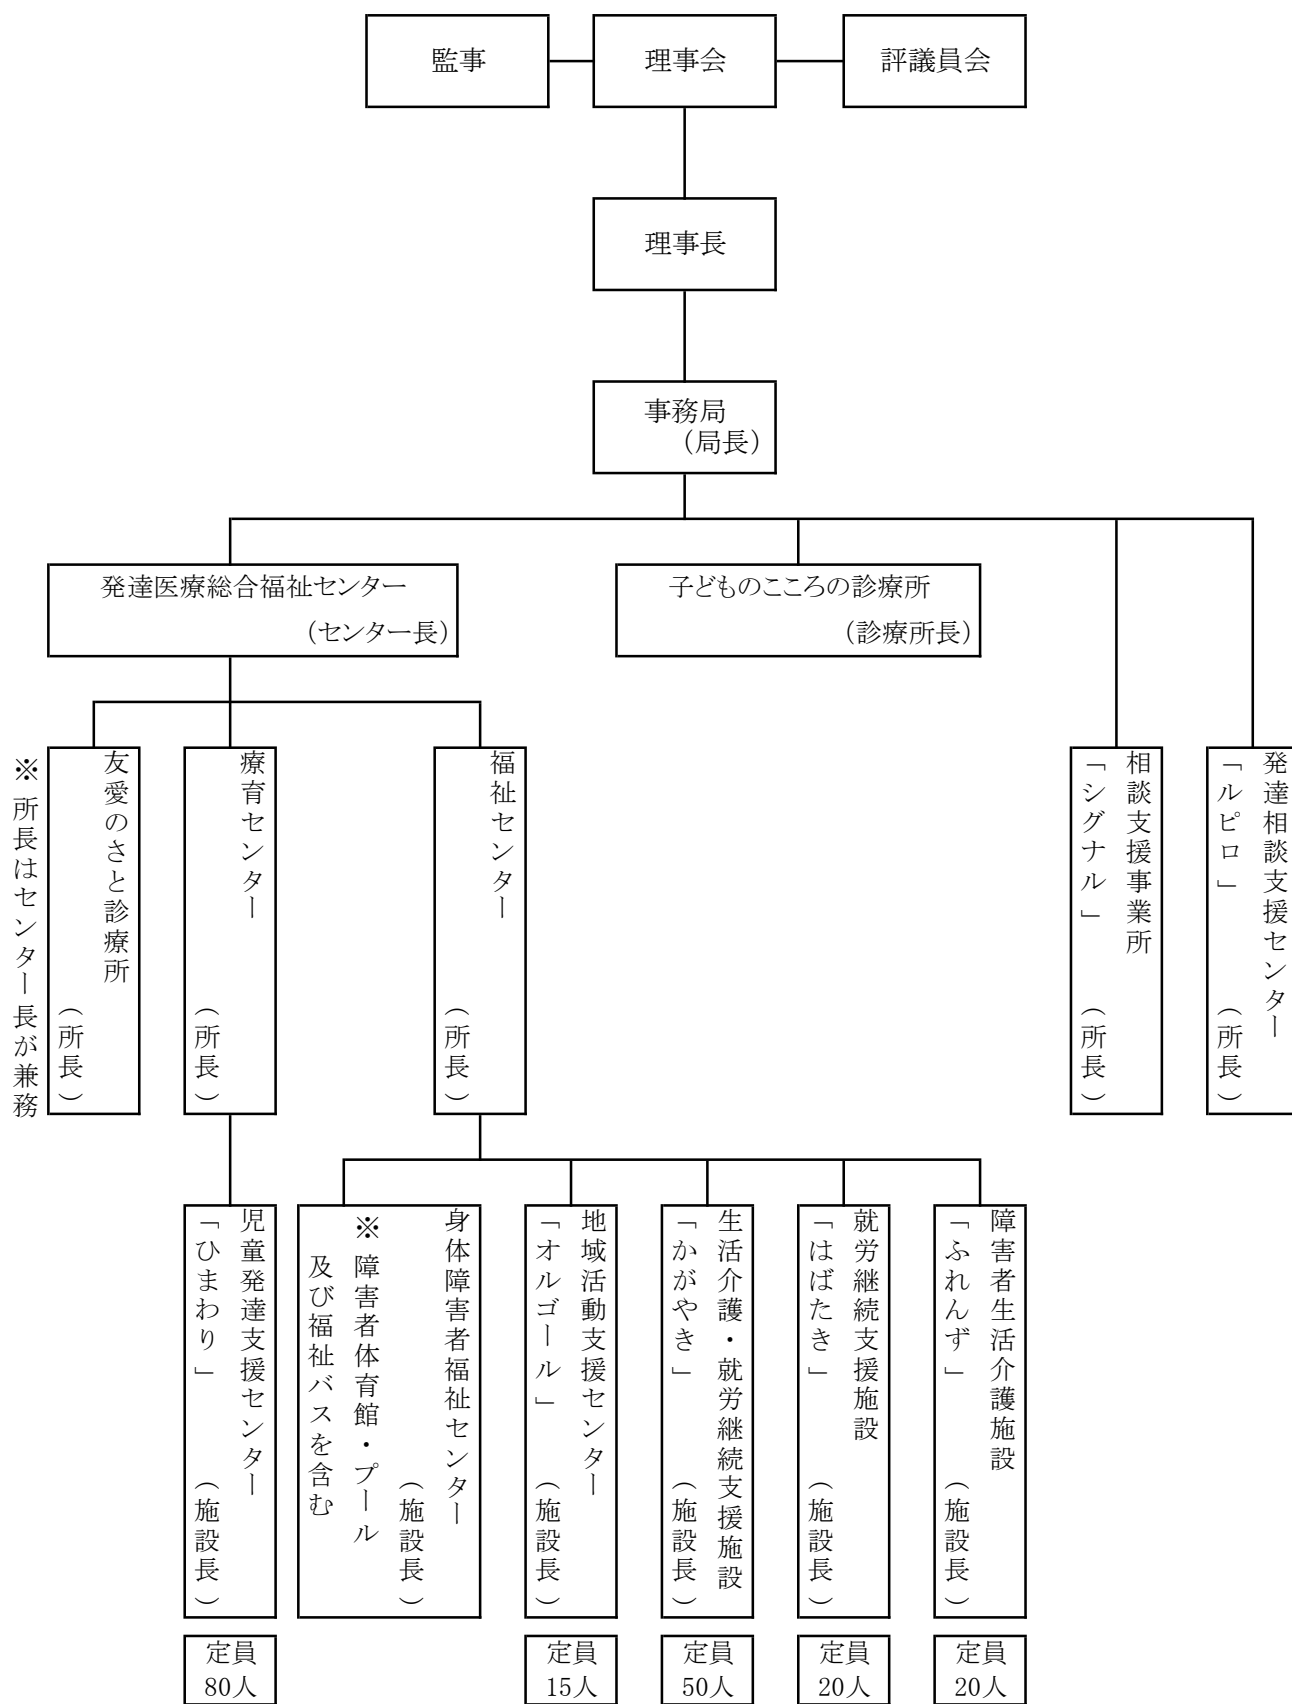 監事
理事会
評議員会
理事長
事務局
（局長）
発達医療総合福祉センター
（センター長）
子どものこころの診療所
（診療所長）
※所長はセンター長が兼務
友愛のさと診療所
（所長）
療育センター
（所長）
福祉センター
（所長）
相談支援事業所
「シグナル」　（所長）
発達相談支援センター
「ルピロ」　（所長）
児童発達支援センター
「ひまわり」　（施設長）
身体障害者福祉センター
（施設長）
※障害者体育館・プール
及び福祉バスを含む
地域活動支援センター
「オルゴール」　（施設長）
生活介護・就労継続支援施設
「かがやき」　（施設長）
就労継続支援施設
「はばたき」　（施設長）
障害者生活介護施設
「ふれんず」　（施設長）
定員
80人
定員
15人
定員
50人
定員
20人
定員
20人